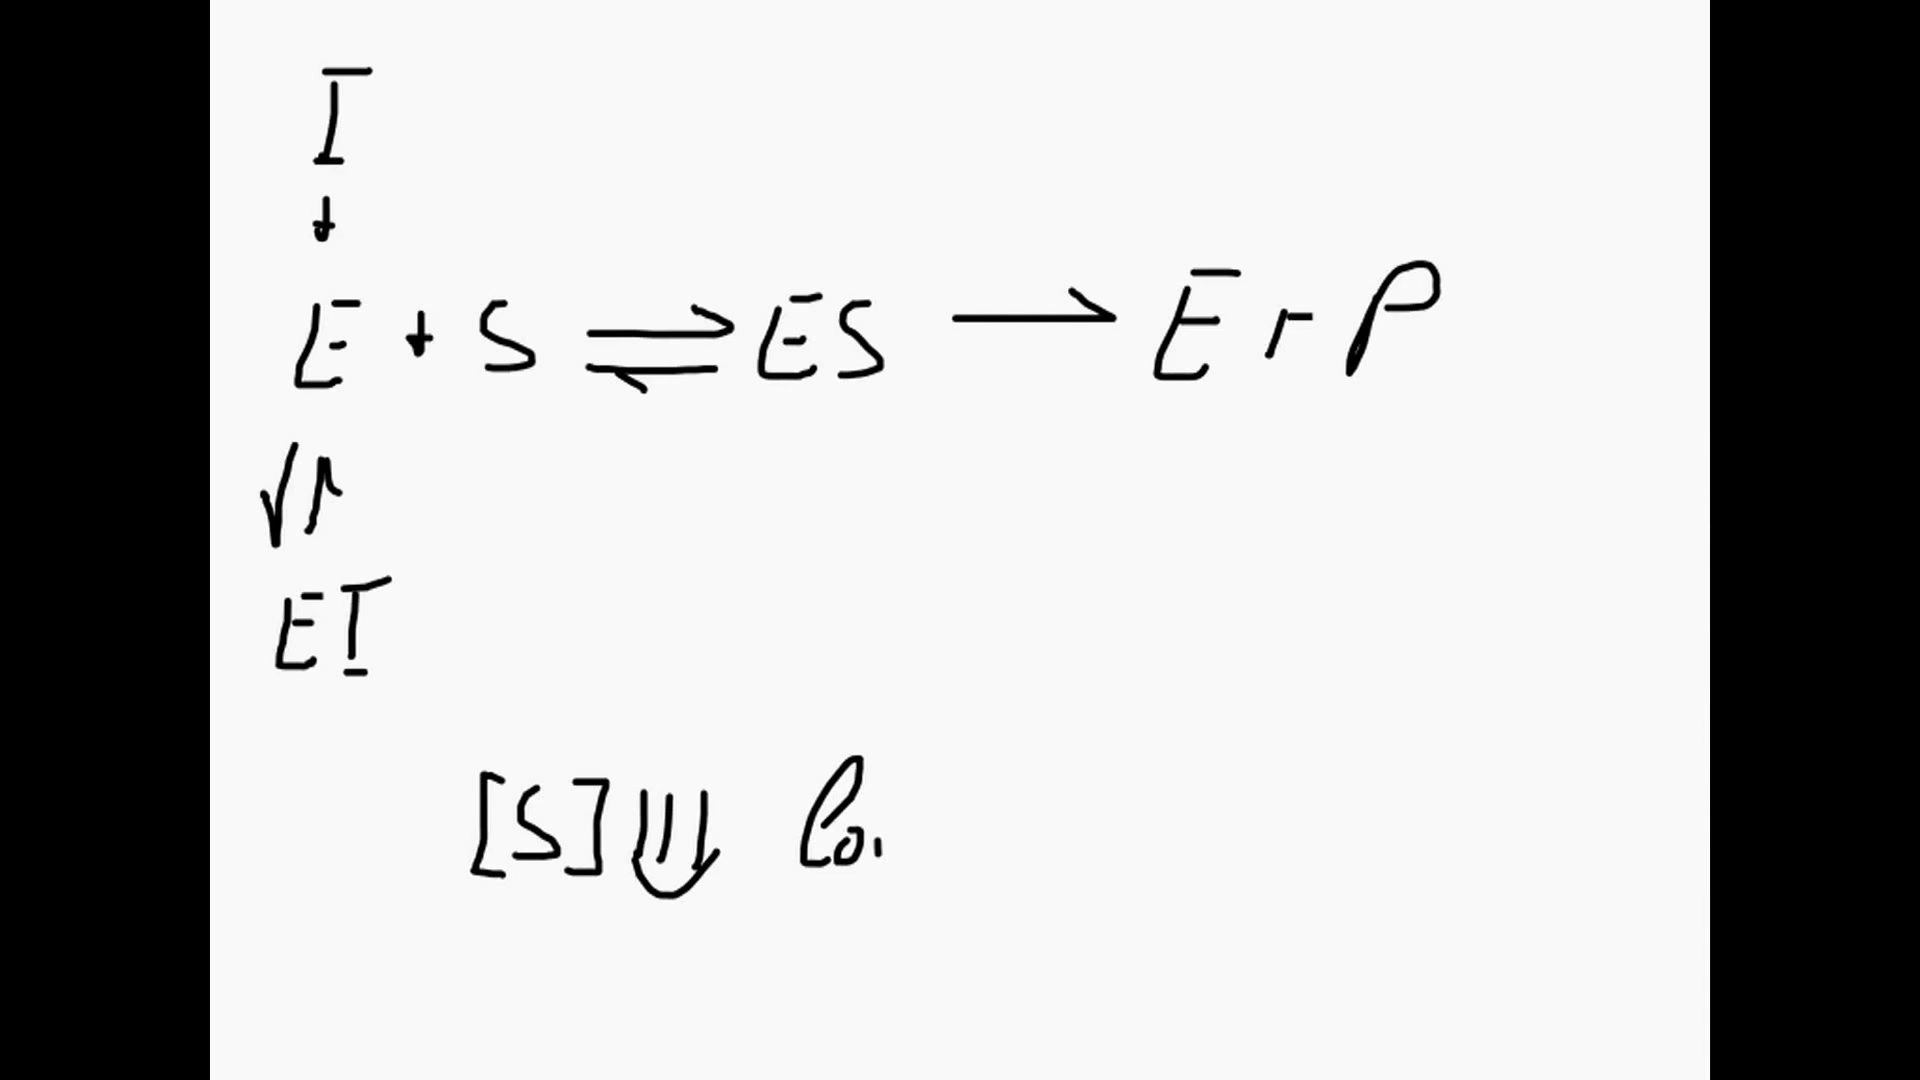 I
+
E + S ⇌ ES → E + P
⇅
EI
[S] ⇓